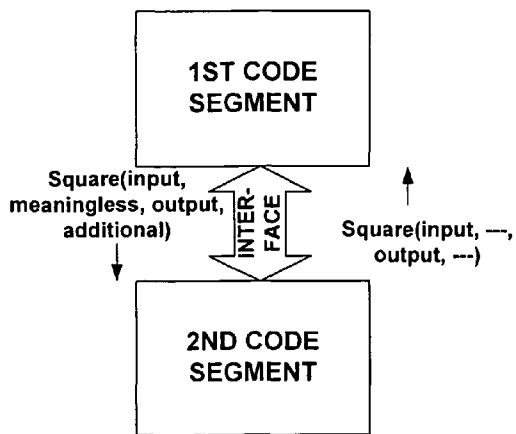 1ST CODE
SEGMENT
Square(input,
meaningless, output,
additional)
INTER-
FACE
Square(input, ---,
output, ---)
2ND CODE
SEGMENT